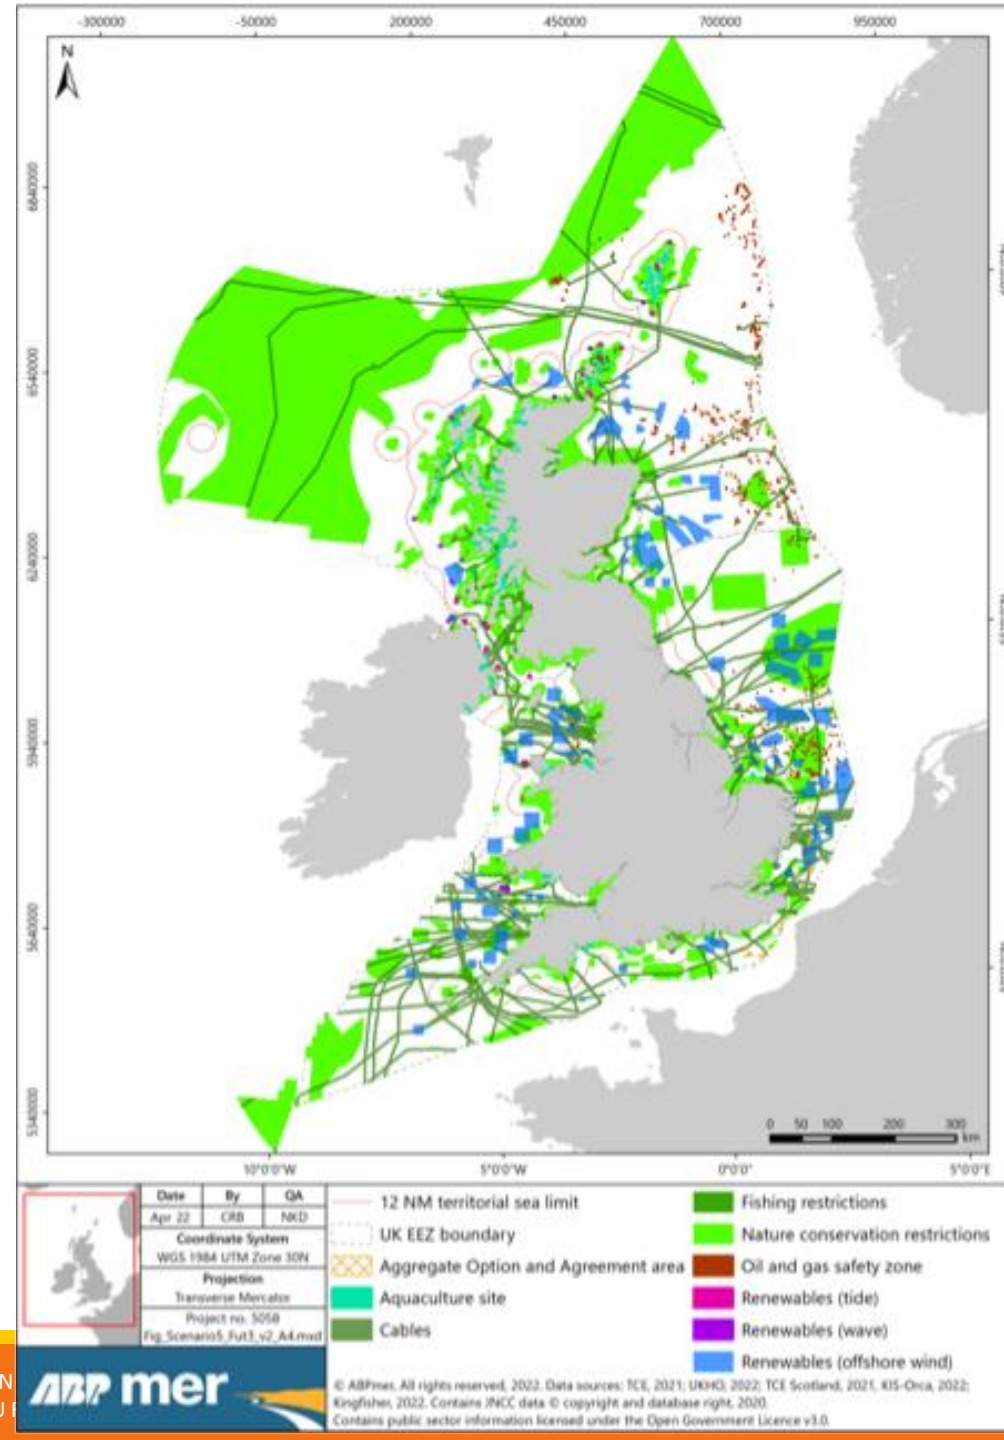 -300000 -50000 200000 450000 700000 950000
N
6840000
6540000
6240000
5940000
5640000
5340000
0 50 100 200 300
km
10°0'0"W 5°0'0"W 0°0'0" 5°0'0"E
Date By QA
Apr 22 CRB NKD
Coordinate System
WGS 1984 UTM Zone 30N
Projection
Transverse Mercator
Project no. 5058
Fig_Scenario5_Fut3_v2_A4.mxd
ABPmer
12 NM territorial sea limit
UK EEZ boundary
Aggregate Option and Agreement area
Aquaculture site
Cables
Fishing restrictions
Nature conservation restrictions
Oil and gas safety zone
Renewables (tide)
Renewables (wave)
Renewables (offshore wind)
© ABPmer, All rights reserved, 2022. Data sources: TCE, 2021; UKHO, 2022; TCE Scotland, 2021, KIS-Orca, 2022;
Kingfisher, 2022. Contains JNCC data © copyright and database right, 2020.
Contains public sector information licensed under the Open Government Licence v3.0.